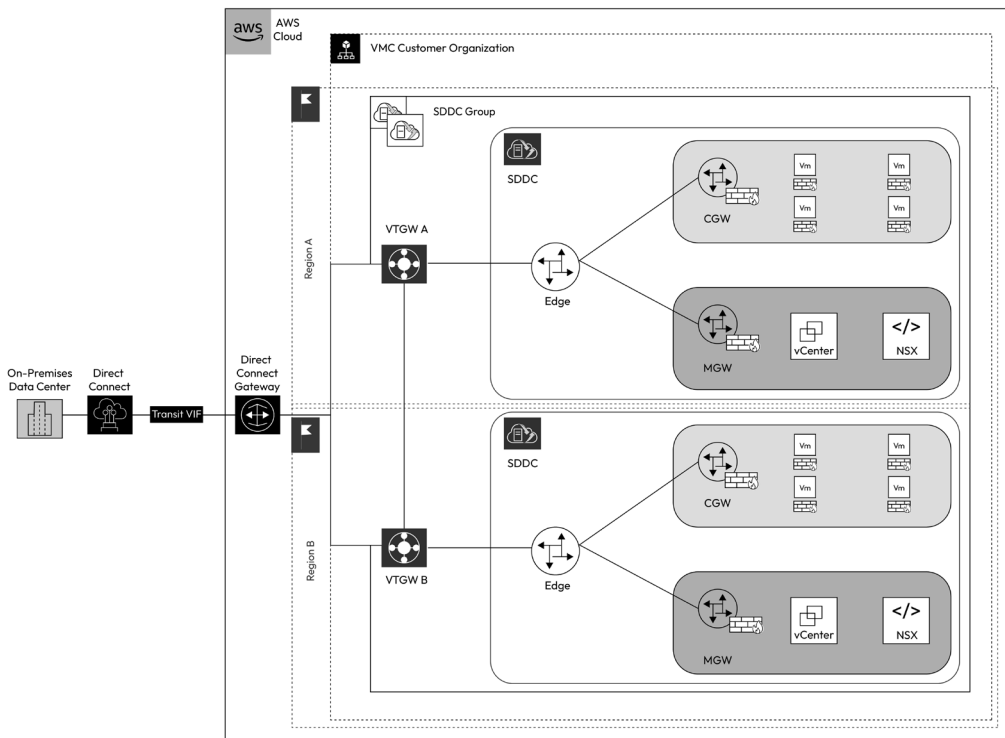 aws
AWS
Cloud
VMC Customer Organization
SDDC Group
SDDC
Vm
Vm
Vm
Vm
CGW
VTGW A
Region A
Edge
vCenter
</>
NSX
MGW
On-Premises
Data Center
Direct
Connect
Transit VIF
Direct
Connect
Gateway
SDDC
Vm
Vm
Vm
Vm
CGW
Region B
VTGW B
Edge
vCenter
</>
NSX
MGW